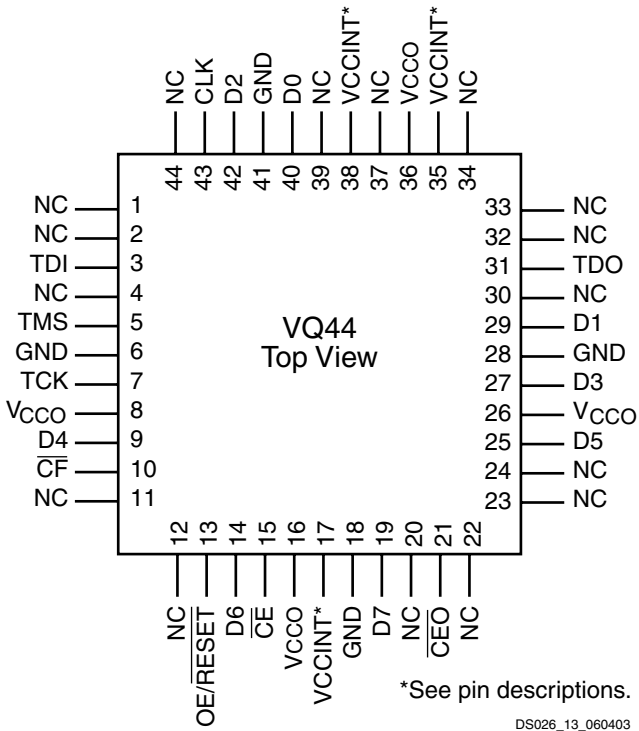 NC CLK D2 GND D0 NC VCCINT* NC VCCO VCCINT* NC
44 43 42 41 40 39 38 37 36 35 34
NC 1
NC 2
TDI 3
NC 4
TMS 5
GND 6
TCK 7
VCCO 8
D4 9
CF 10
NC 11
33 NC
32 NC
31 TDO
30 NC
29 D1
28 GND
27 D3
26 VCCO
25 D5
24 NC
23 NC
VQ44
Top View
12 13 14 15 16 17 18 19 20 21 22
NC OE/RESET D6 CE VCCO VCCINT* GND D7 NC CEO NC
*See pin descriptions.
DS026_13_060403